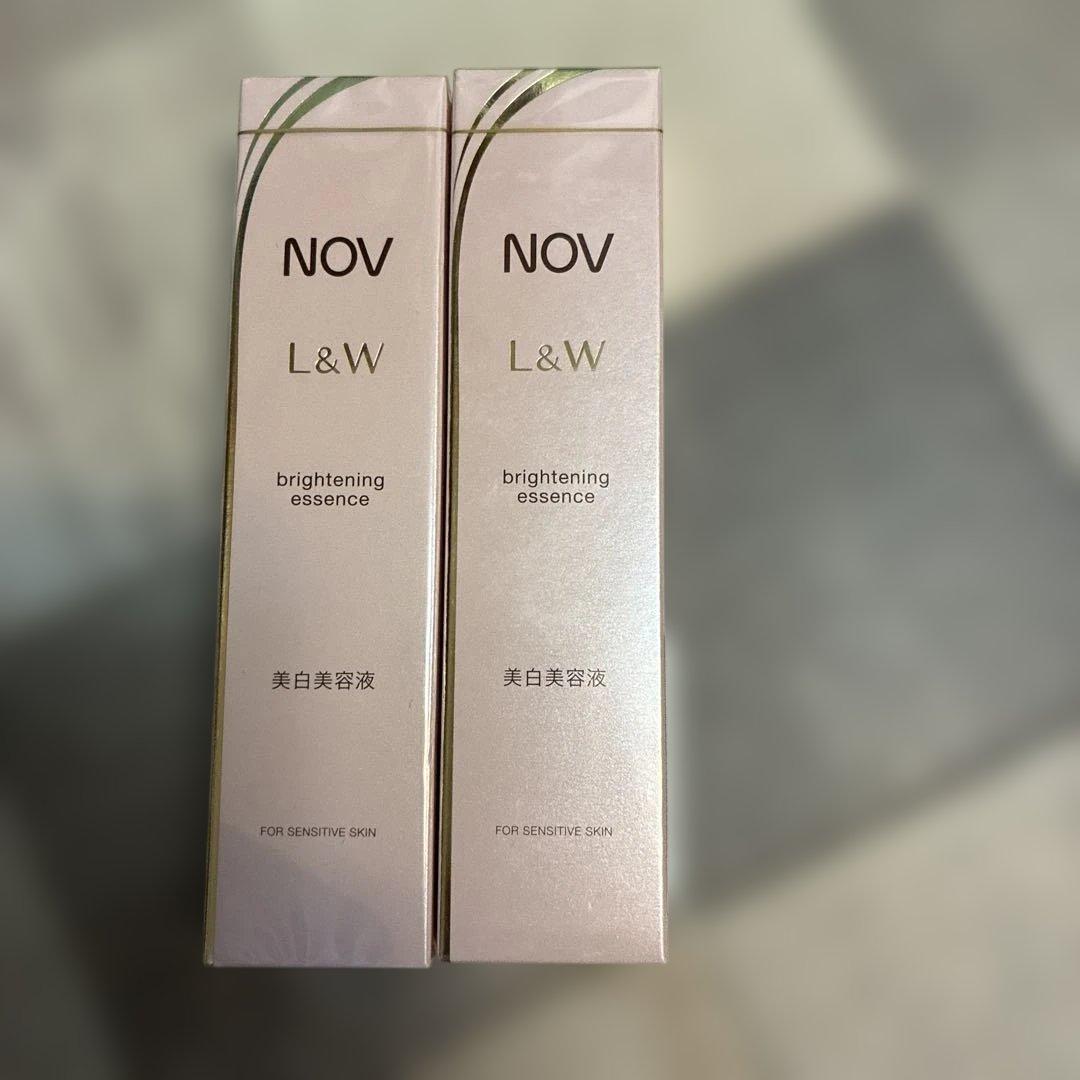 NOV
L&W
brightening
essence
美白美容液
FOR SENSITIVE SKIN
NOV
L&W
brightening
essence
美白美容液
FOR SENSITIVE SKIN